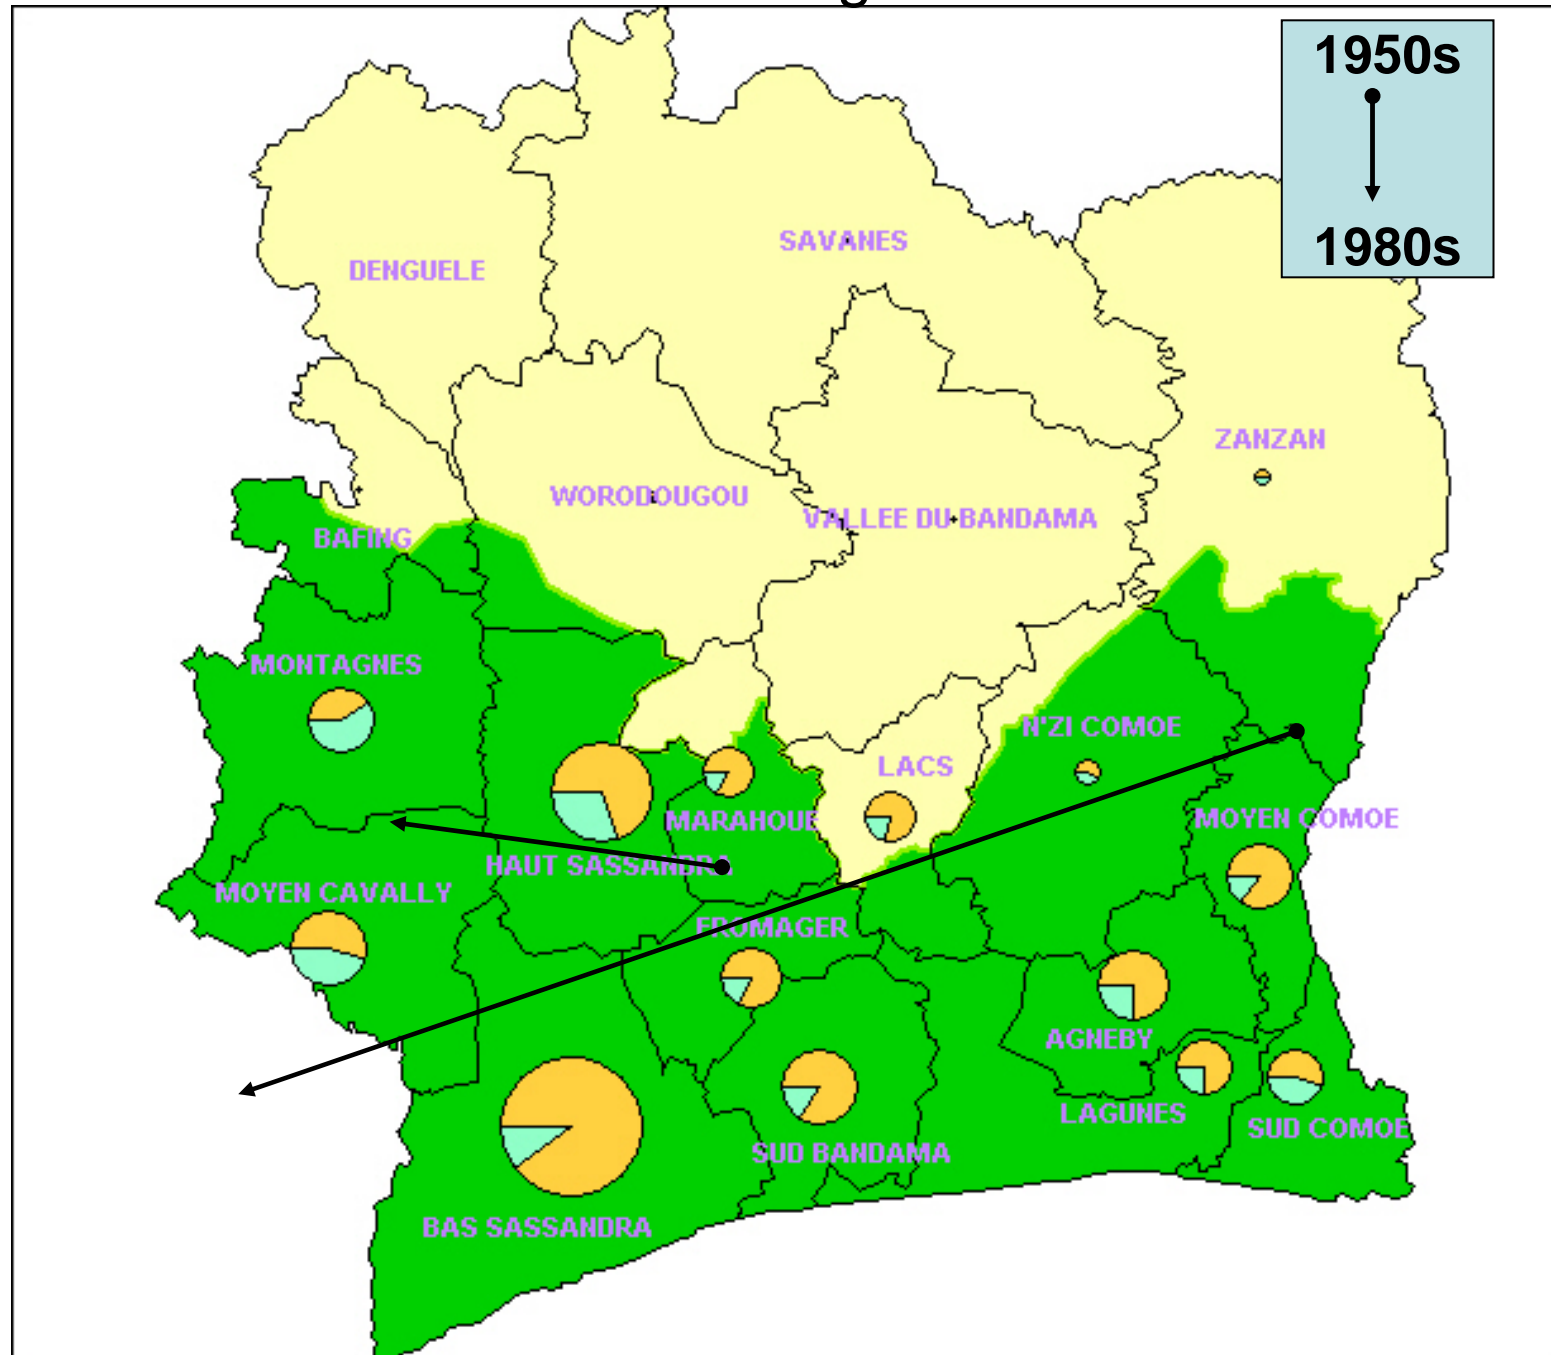 1950s
1980s
SAVANES
DENGUELE
ZANZAN
WORODOUGOU
VALLEE DU BANDAMA
BAFING
MONTAGNES
N'ZI COMOE
LACS
MARAHOUE
MOYEN COMOE
HAUT SASSANDRA
MOYEN CAVALLY
FROMAGER
AGNEBY
LAGUNES
SUD COMOE
SUD BANDAMA
BAS SASSANDRA